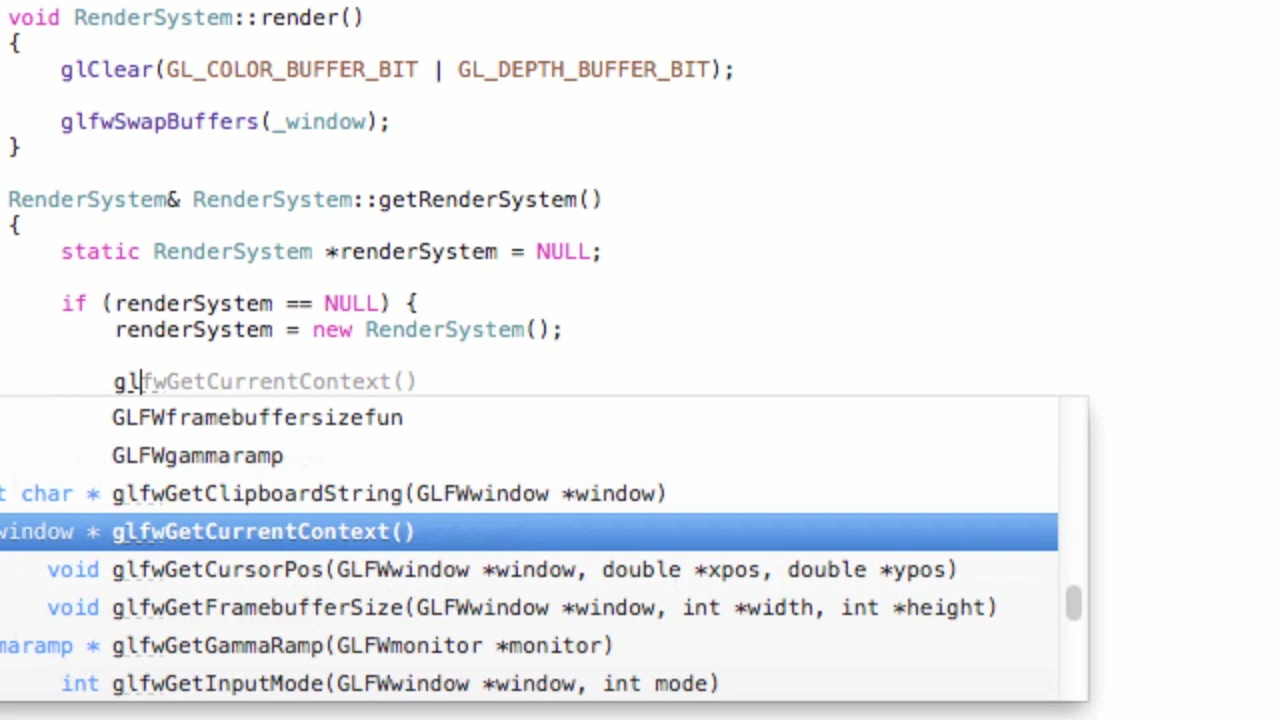 void RenderSystem::render()
{
    glClear(GL_COLOR_BUFFER_BIT | GL_DEPTH_BUFFER_BIT);
    glfwSwapBuffers(_window);
}
RenderSystem& RenderSystem::getRenderSystem()
{
    static RenderSystem *renderSystem = NULL;
    if (renderSystem == NULL) {
        renderSystem = new RenderSystem();
        glfwGetCurrentContext()
GLFWframebuffersizefun
GLFWgammaramp
t char * glfwGetClipboardString(GLFWwindow *window)
window * glfwGetCurrentContext()
void glfwGetCursorPos(GLFWwindow *window, double *xpos, double *ypos)
void glfwGetFramebufferSize(GLFWwindow *window, int *width, int *height)
maramp * glfwGetGammaRamp(GLFWmonitor *monitor)
int glfwGetInputMode(GLFWwindow *window, int mode)